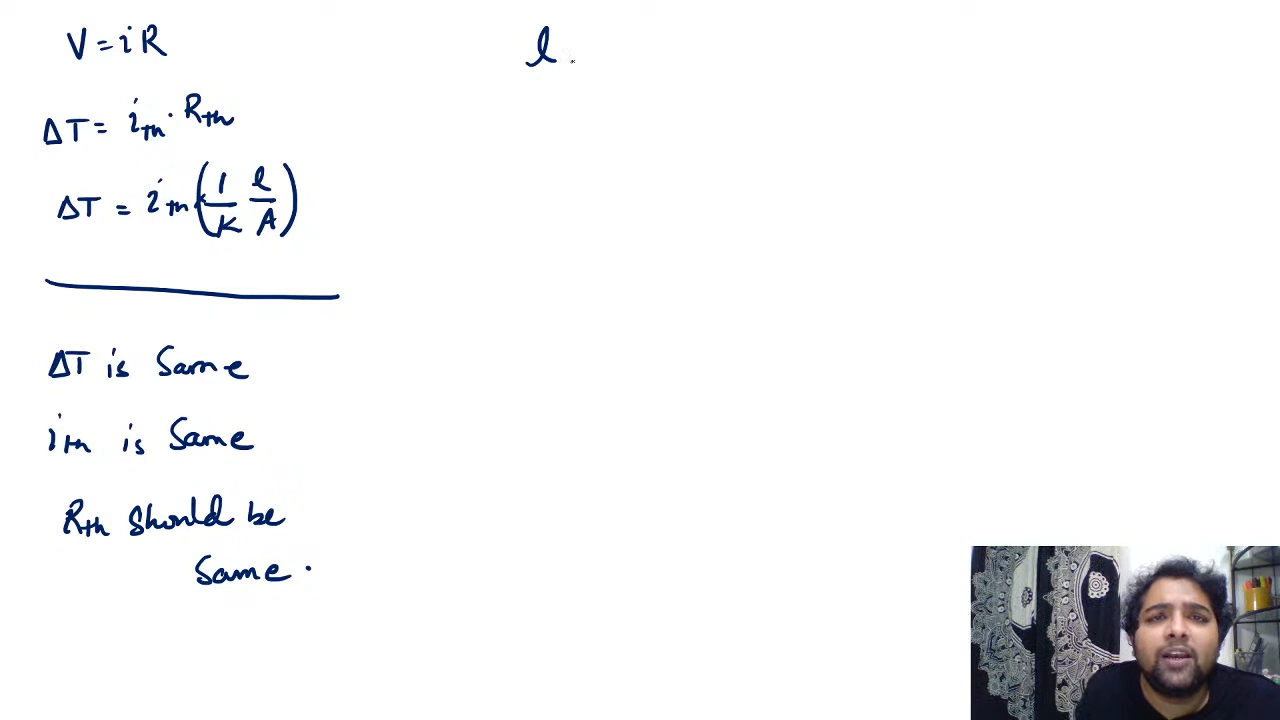 V = iR
ΔT = i_th · R_th
ΔT = i_th (1/K l/A)
ΔT is Same
i_th is Same
R_th should be
Same .
l